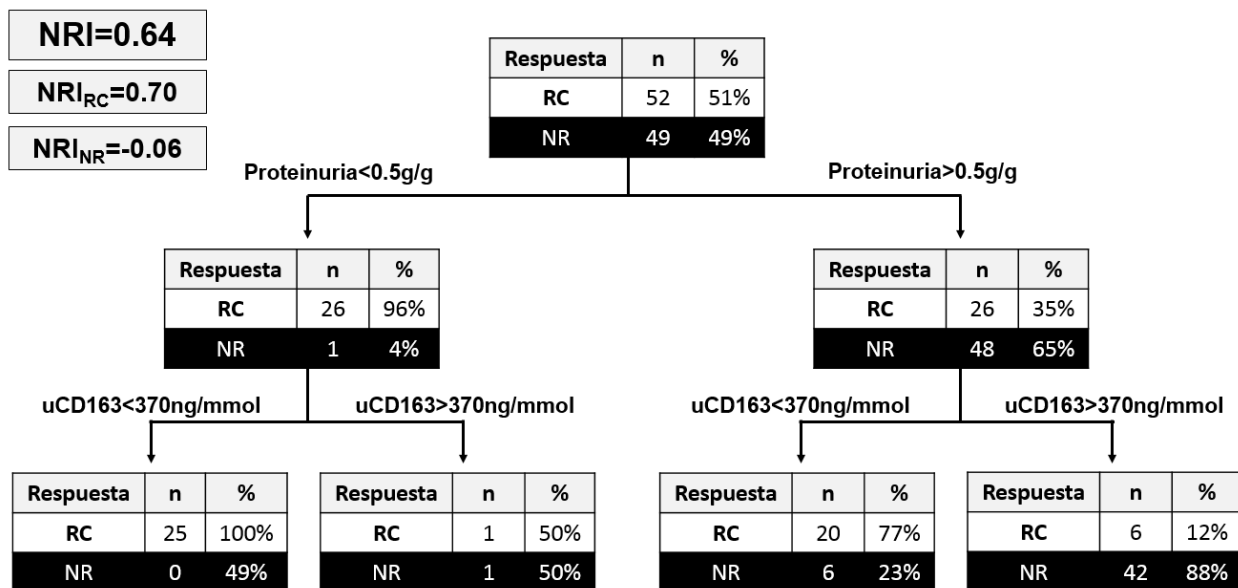 NRI=0.64
NRIRC=0.70
NRINR=-0.06
Respuesta n %
RC 52 51%
NR 49 49%
Proteinuria<0.5g/g Proteinuria>0.5g/g
Respuesta n %
RC 26 96%
NR 1 4%
Respuesta n %
RC 26 35%
NR 48 65%
uCD163<370ng/mmol uCD163>370ng/mmol
uCD163<370ng/mmol uCD163>370ng/mmol
Respuesta n %
RC 25 100%
NR 0 49%
Respuesta n %
RC 1 50%
NR 1 50%
Respuesta n %
RC 20 77%
NR 6 23%
Respuesta n %
RC 6 12%
NR 42 88%